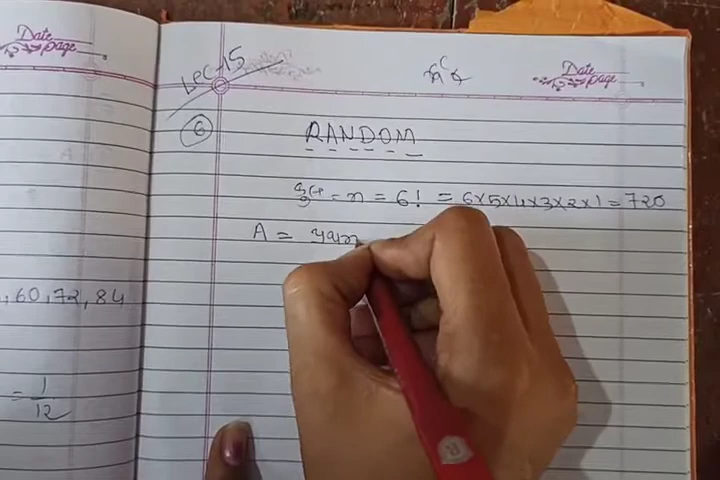 Date
Page
, 60, 72, 84
= 1/12
Lec-15
Date
Page
6
RANDOM
= n = 6! = 6×5×4×3×2×1 = 720
A =